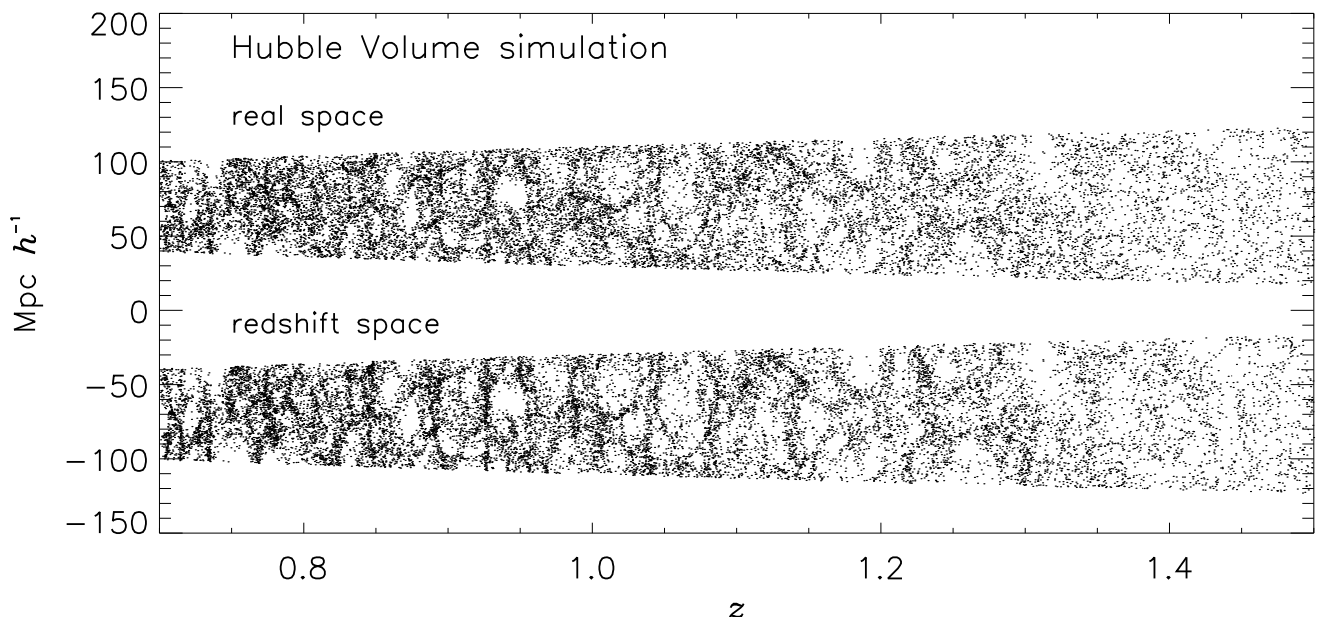 Hubble Volume simulation
real space
redshift space
Mpc h⁻¹
200
150
100
50
0
−50
−100
−150
0.8 1.0 1.2 1.4
z